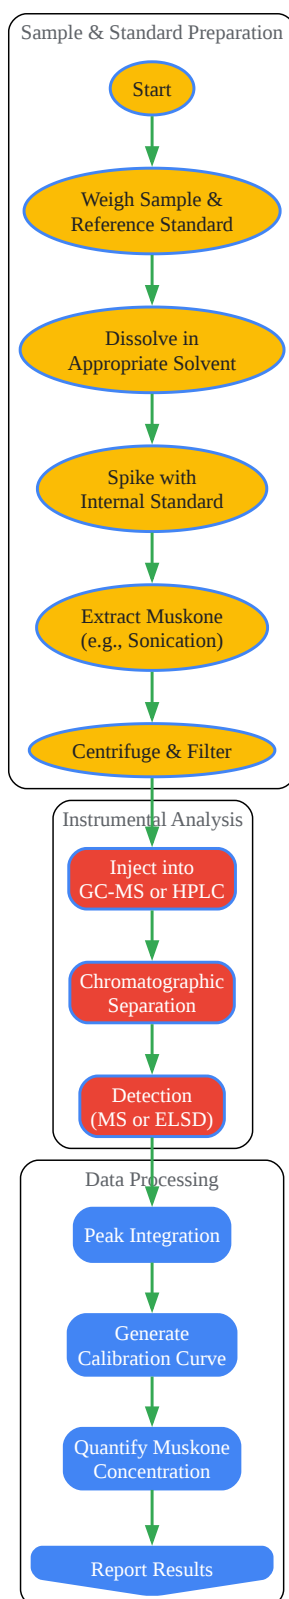 Sample & Standard Preparation
Start
Weigh Sample &
Reference Standard
Dissolve in
Appropriate Solvent
Spike with
Internal Standard
Extract Muskone
(e.g., Sonication)
Centrifuge & Filter
Instrumental Analysis
Inject into
GC-MS or HPLC
Chromatographic
Separation
Detection
(MS or ELSD)
Data Processing
Peak Integration
Generate
Calibration Curve
Quantify Muskone
Concentration
Report Results